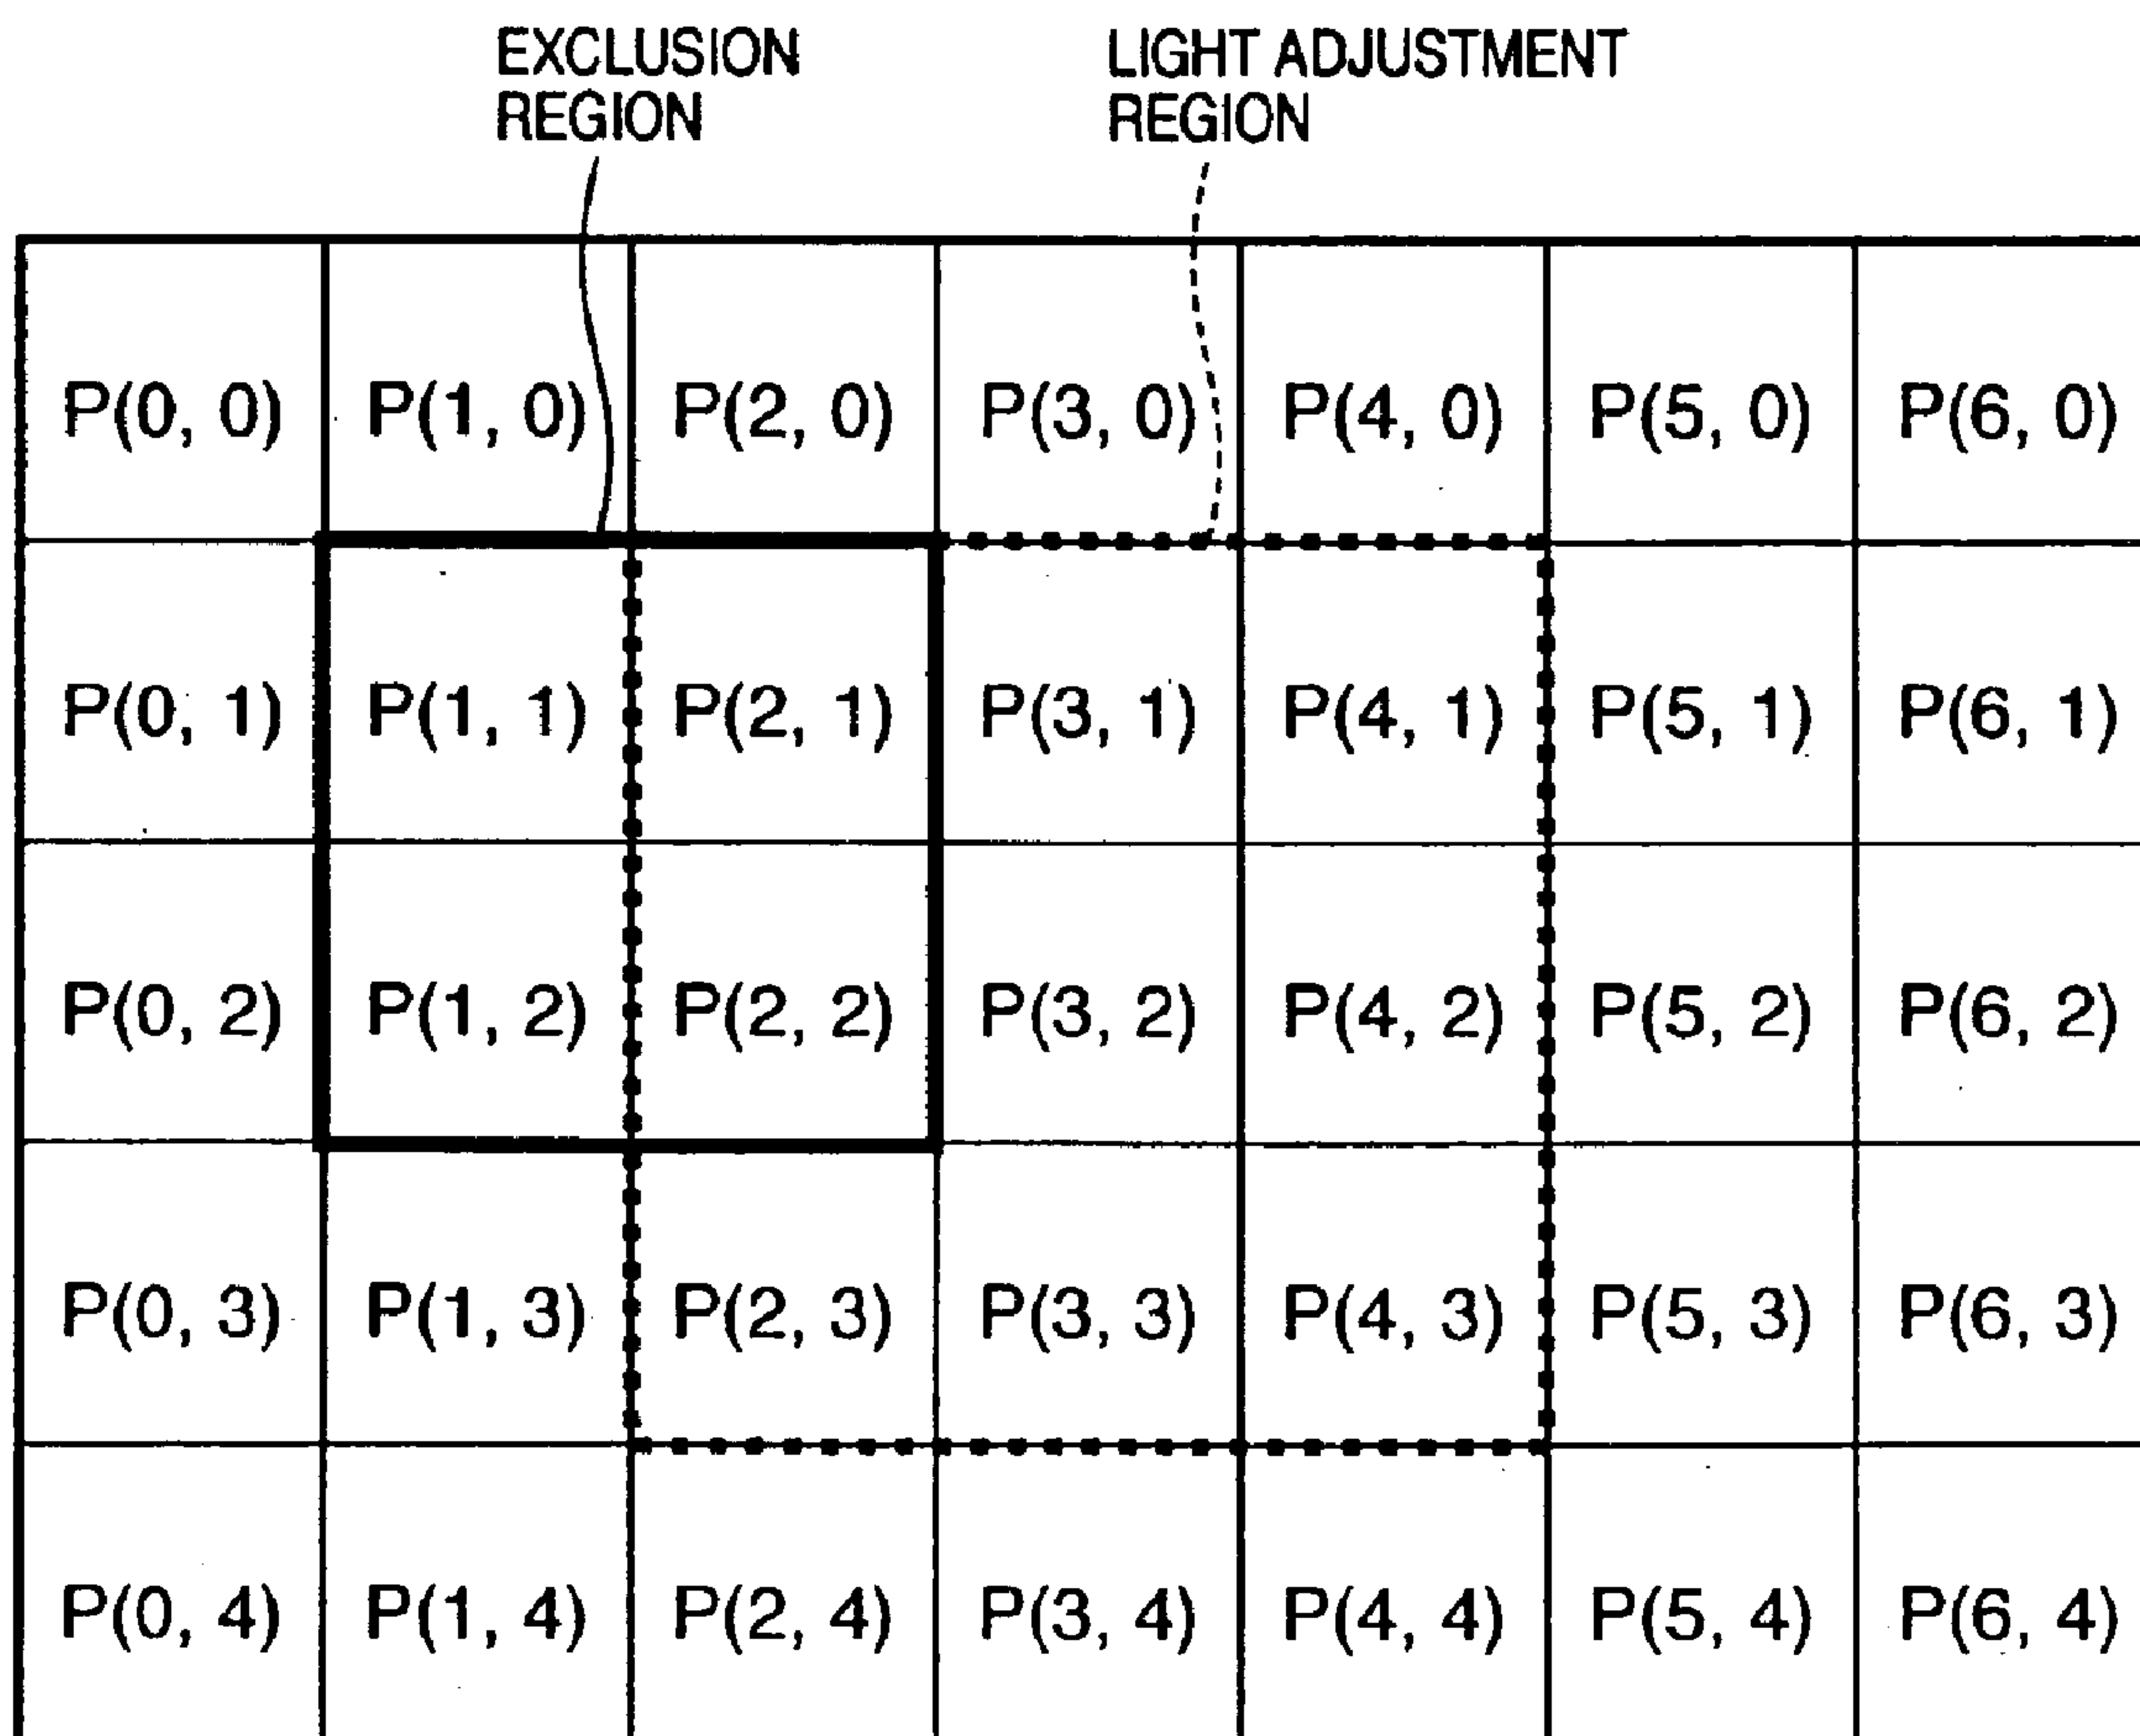 EXCLUSION
REGION
LIGHT ADJUSTMENT
REGION
P(0, 0) P(1, 0) P(2, 0) P(3, 0) P(4, 0) P(5, 0) P(6, 0)
P(0, 1) P(1, 1) P(2, 1) P(3, 1) P(4, 1) P(5, 1) P(6, 1)
P(0, 2) P(1, 2) P(2, 2) P(3, 2) P(4, 2) P(5, 2) P(6, 2)
P(0, 3) P(1, 3) P(2, 3) P(3, 3) P(4, 3) P(5, 3) P(6, 3)
P(0, 4) P(1, 4) P(2, 4) P(3, 4) P(4, 4) P(5, 4) P(6, 4)